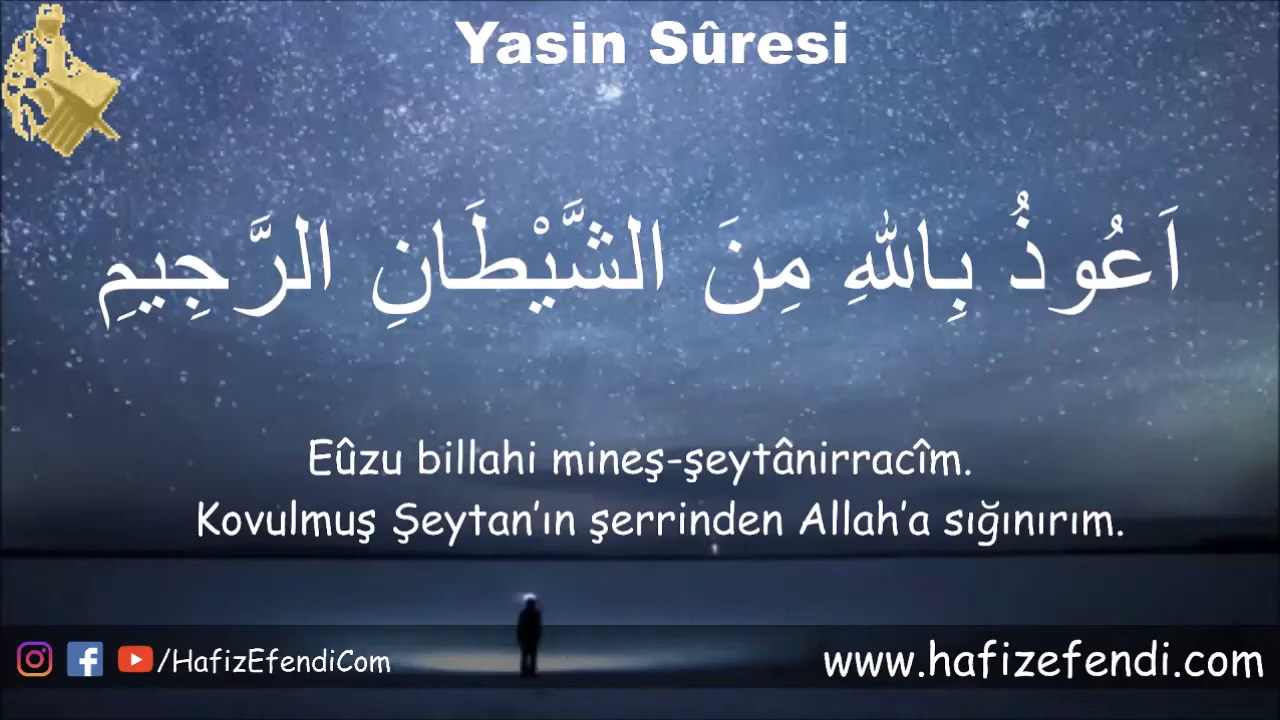 Yasin Sûresi
اَعُوذُ بِاللهِ مِنَ الشَّيْطَانِ الرَّجِيمِ
Eûzu billahi mineş-şeytânirracîm.
Kovulmuş Şeytan’ın şerrinden Allah’a sığınırım.
/HafizEfendiCom
www.hafizefendi.com